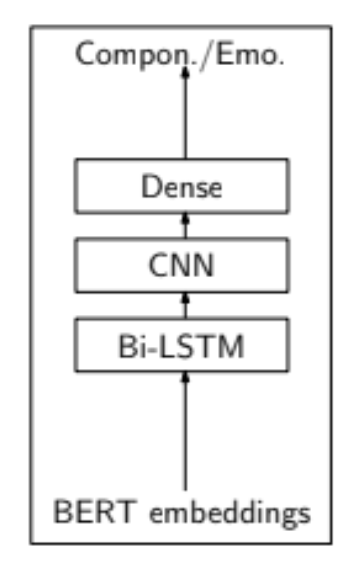 Compon./Emo.
Dense
CNN
Bi-LSTM
BERT embeddings